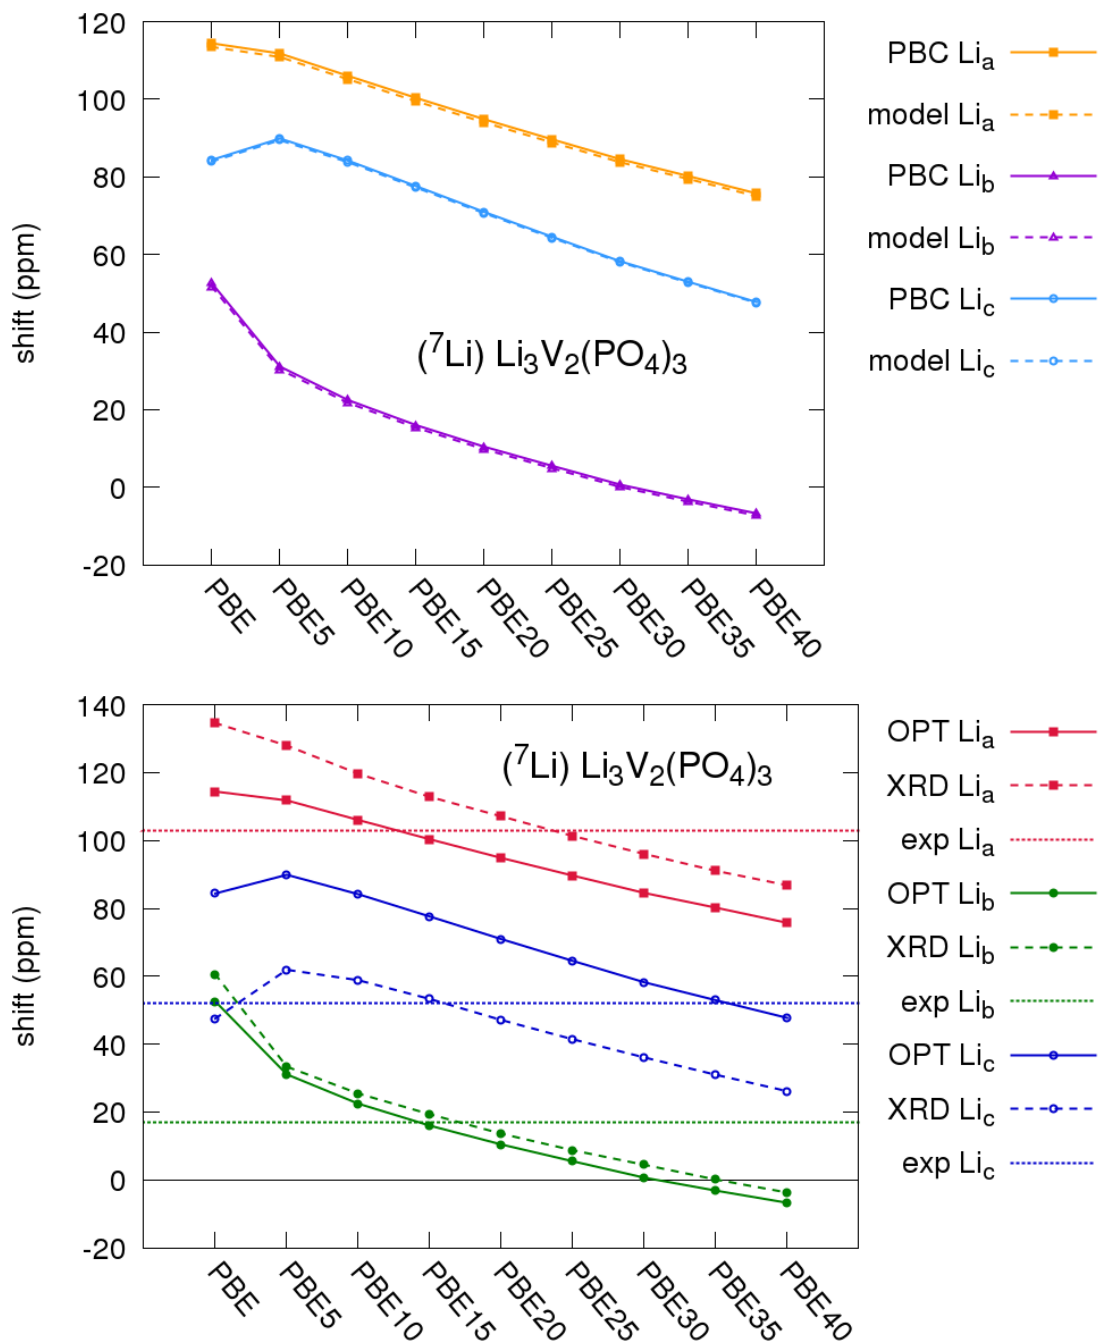 120
100
80
60
40
20
0
-20
shift (ppm)
(⁷Li) Li₃V₂(PO₄)₃
PBE
PBE5
PBE10
PBE15
PBE20
PBE25
PBE30
PBE35
PBE40
PBC Liₐ
model Liₐ
PBC Li_b
model Li_b
PBC Li_c
model Li_c
140
120
100
80
60
40
20
0
-20
shift (ppm)
(⁷Li) Li₃V₂(PO₄)₃
PBE
PBE5
PBE10
PBE15
PBE20
PBE25
PBE30
PBE35
PBE40
OPT Liₐ
XRD Liₐ
exp Liₐ
OPT Li_b
XRD Li_b
exp Li_b
OPT Li_c
XRD Li_c
exp Li_c